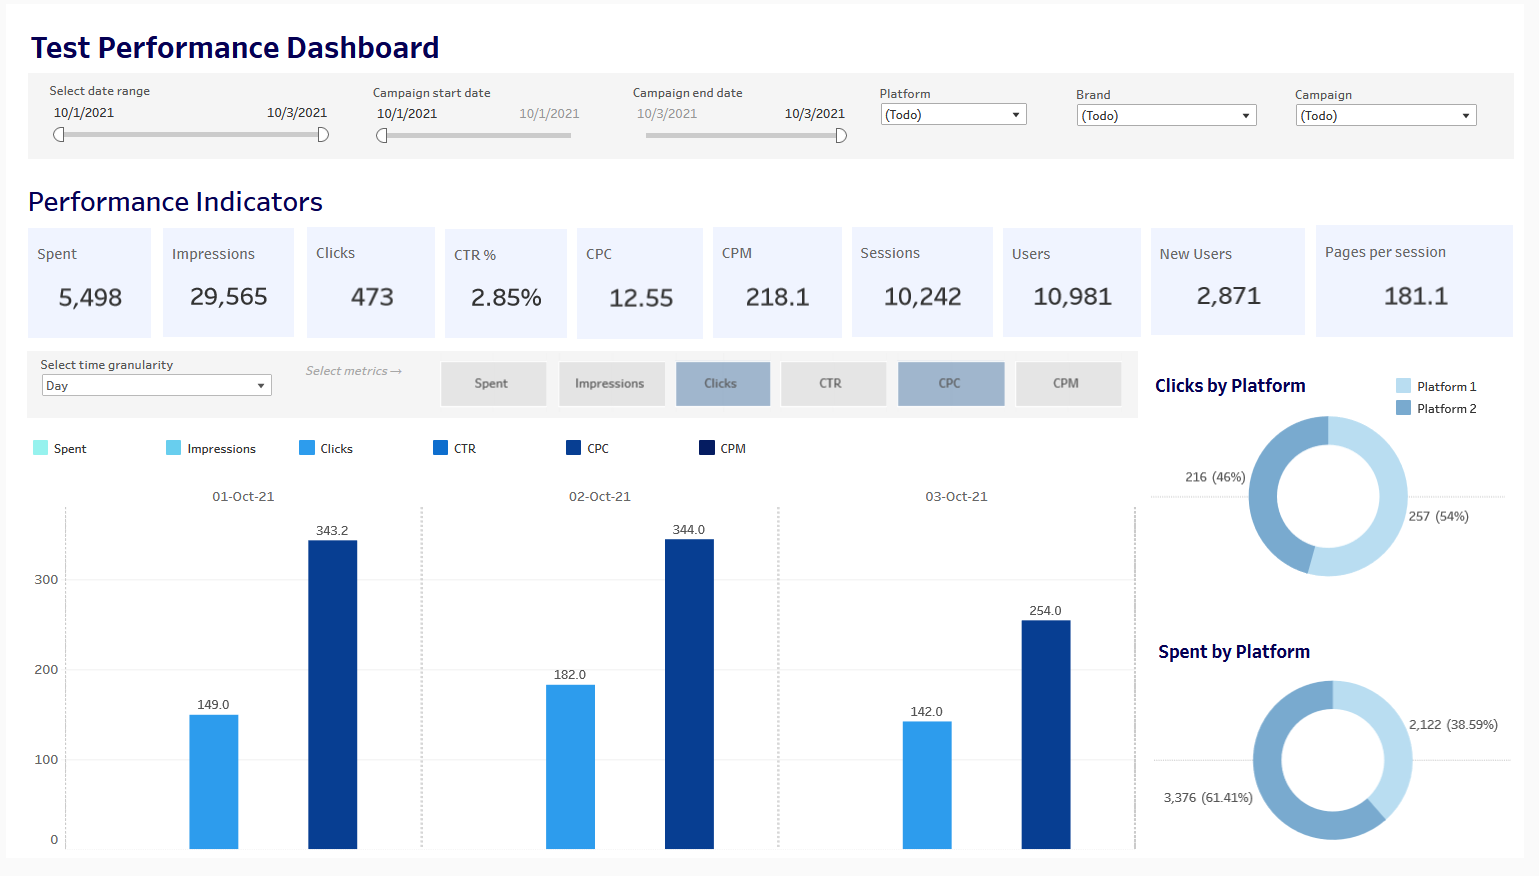 Test Performance Dashboard
Select date range
10/1/2021 10/3/2021
Campaign start date
10/1/2021 10/1/2021
Campaign end date
10/3/2021 10/3/2021
Platform
(Todo)
Brand
(Todo)
Campaign
(Todo)
Performance Indicators
Spent
5,498
Impressions
29,565
Clicks
473
CTR %
2.85%
CPC
12.55
CPM
218.1
Sessions
10,242
Users
10,981
New Users
2,871
Pages per session
181.1
Select time granularity
Day
Select metrics→
Spent Impressions Clicks CTR CPC CPM
Spent Impressions Clicks CTR CPC CPM
01-Oct-21 02-Oct-21 03-Oct-21
343.2 344.0
254.0
182.0
149.0 142.0
300
200
100
0
Clicks by Platform
Platform 1
Platform 2
216 (46%)
257 (54%)
Spent by Platform
2,122 (38.59%)
3,376 (61.41%)